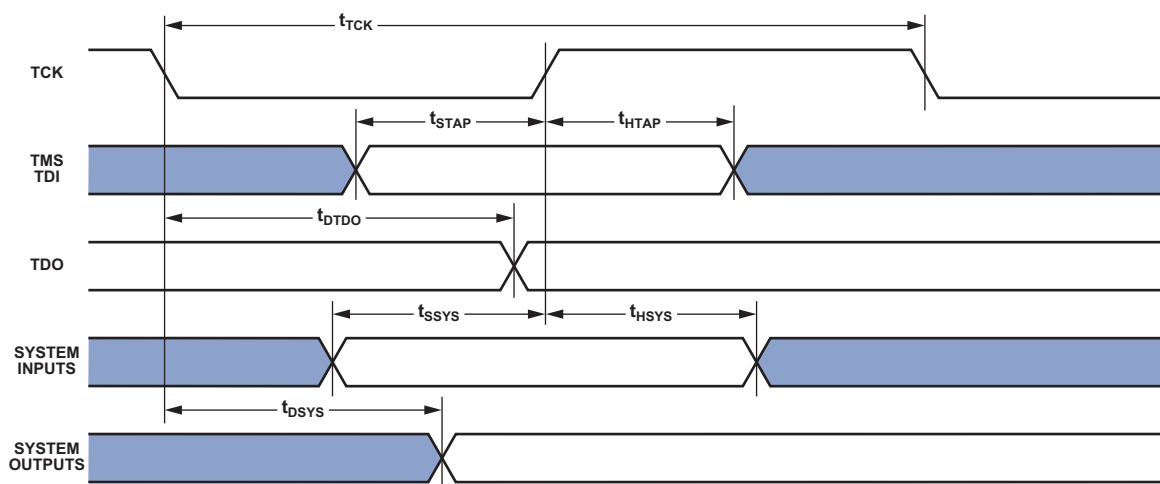 tTCK
TCK
tSTAP
tHTAP
TMS
TDI
tDTDO
TDO
tSSYS
tHSYS
SYSTEM
INPUTS
tDSYS
SYSTEM
OUTPUTS